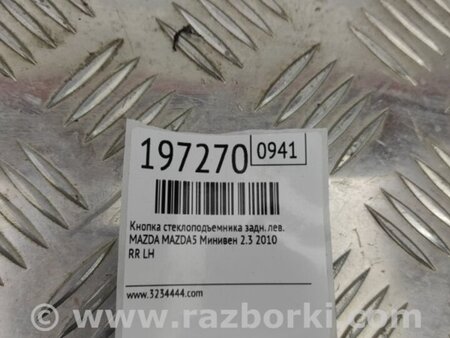 197270 0941
Кнопка стеклоподъемника задн. лев.
MAZDA MAZDA5 Минивен 2.3 2010
RR LH
www.3234444.com
© www.razborki.com